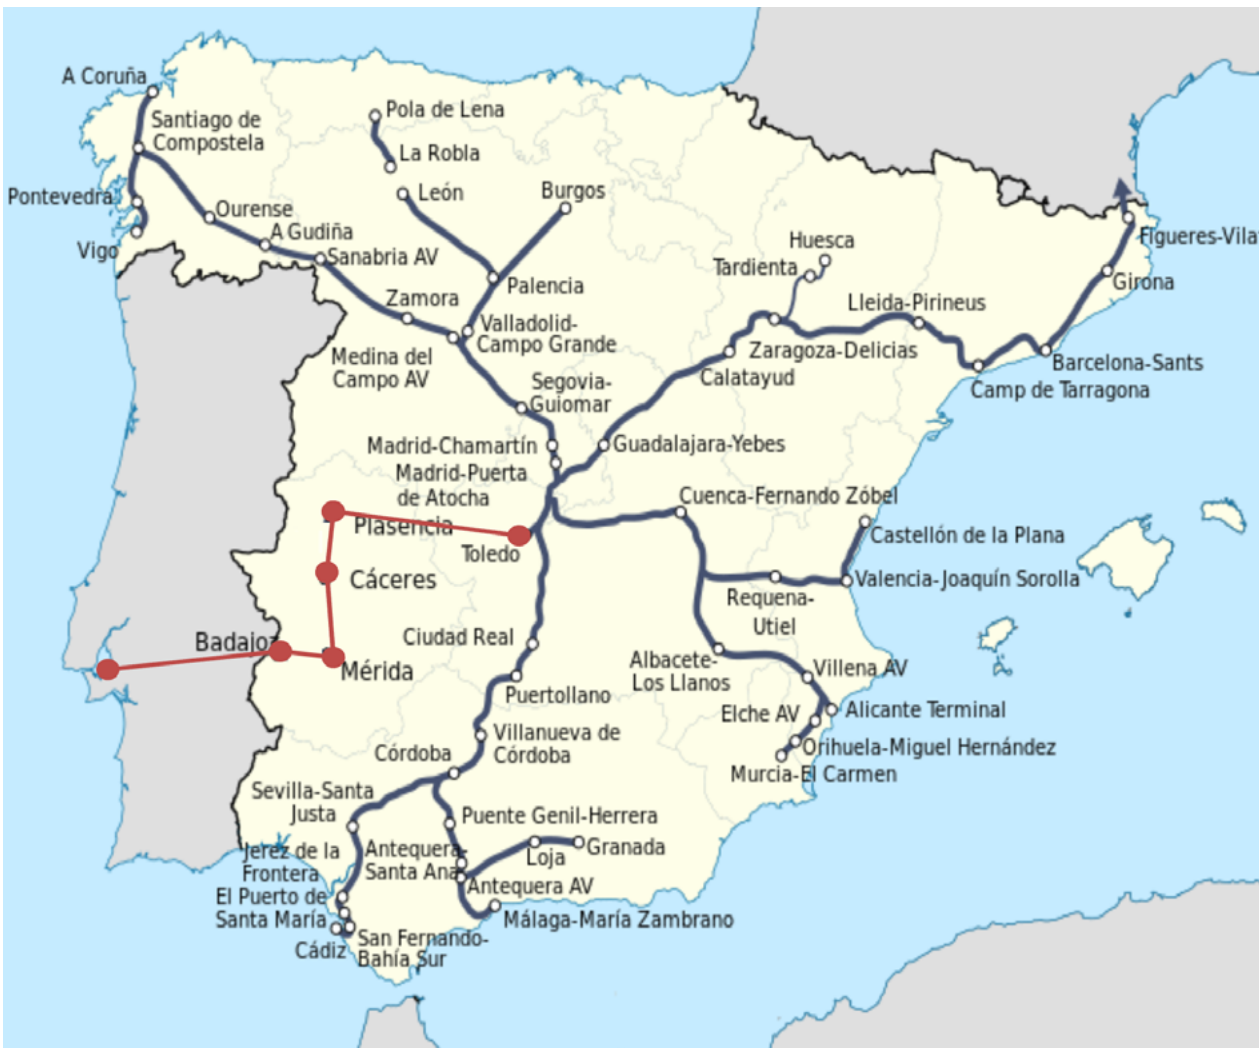 A Coruña
Pola de Lena
Santiago de
Compostela
La Robla
León
Burgos
Pontevedra
Ourense
A Gudiña
Vigo
Sanabria AV
Huesca
Tardienta
Figueres-Vila
Girona
Palencia
Zamora
Lleida-Pirineus
Valladolid-
Campo Grande
Medina del
Campo AV
Zaragoza-Delicias
Barcelona-Sants
Calatayud
Camp de Tarragona
Segovia-
Guiomar
Madrid-Chamartín
Guadalajara-Yebes
Madrid-Puerta
de Atocha
Cuenca-Fernando Zóbel
Plasencia
Castellón de la Plana
Toledo
Cáceres
Valencia-Joaquín Sorolla
Requena-
Utiel
Badajoz
Ciudad Real
Mérida
Albacete-
Los Llanos
Villena AV
Puertollano
Elche AV
Alicante Terminal
Villanueva de
Córdoba
Orihuela-Miguel Hernández
Córdoba
Murcia-El Carmen
Sevilla-Santa
Justa
Puente Genil-Herrera
Jerez de la
Frontera
Antequera-
Santa Ana
Loja
Granada
El Puerto de
Santa María
Antequera AV
Málaga-María Zambrano
Cádiz
San Fernando-
Bahía Sur